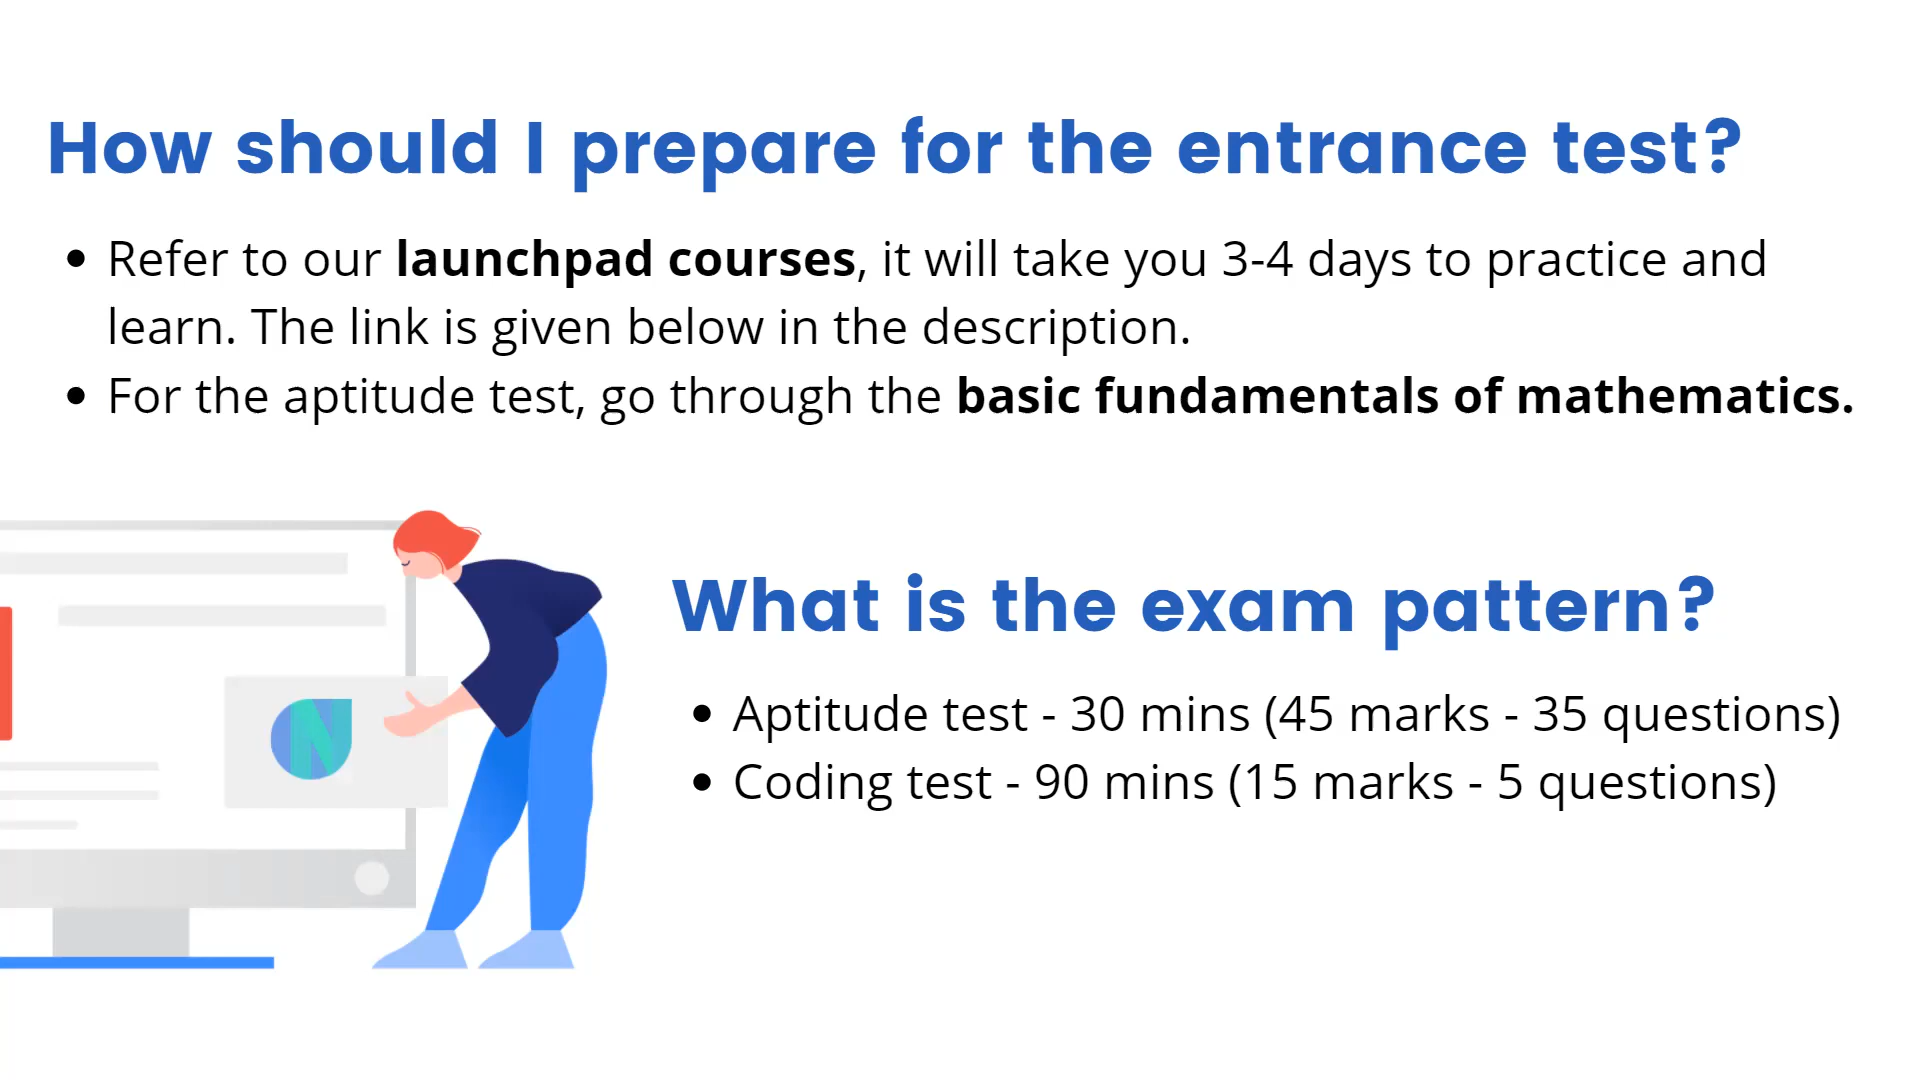 How should I prepare for the entrance test?
• Refer to our launchpad courses, it will take you 3-4 days to practice and
learn. The link is given below in the description.
• For the aptitude test, go through the basic fundamentals of mathematics.
N
What is the exam pattern?
• Aptitude test - 30 mins (45 marks - 35 questions)
• Coding test - 90 mins (15 marks - 5 questions)